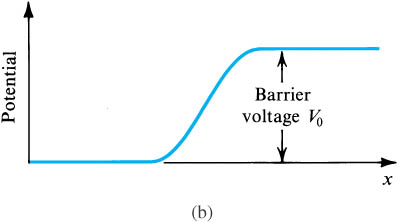 Potential
Barrier
voltage V₀
x
(b)